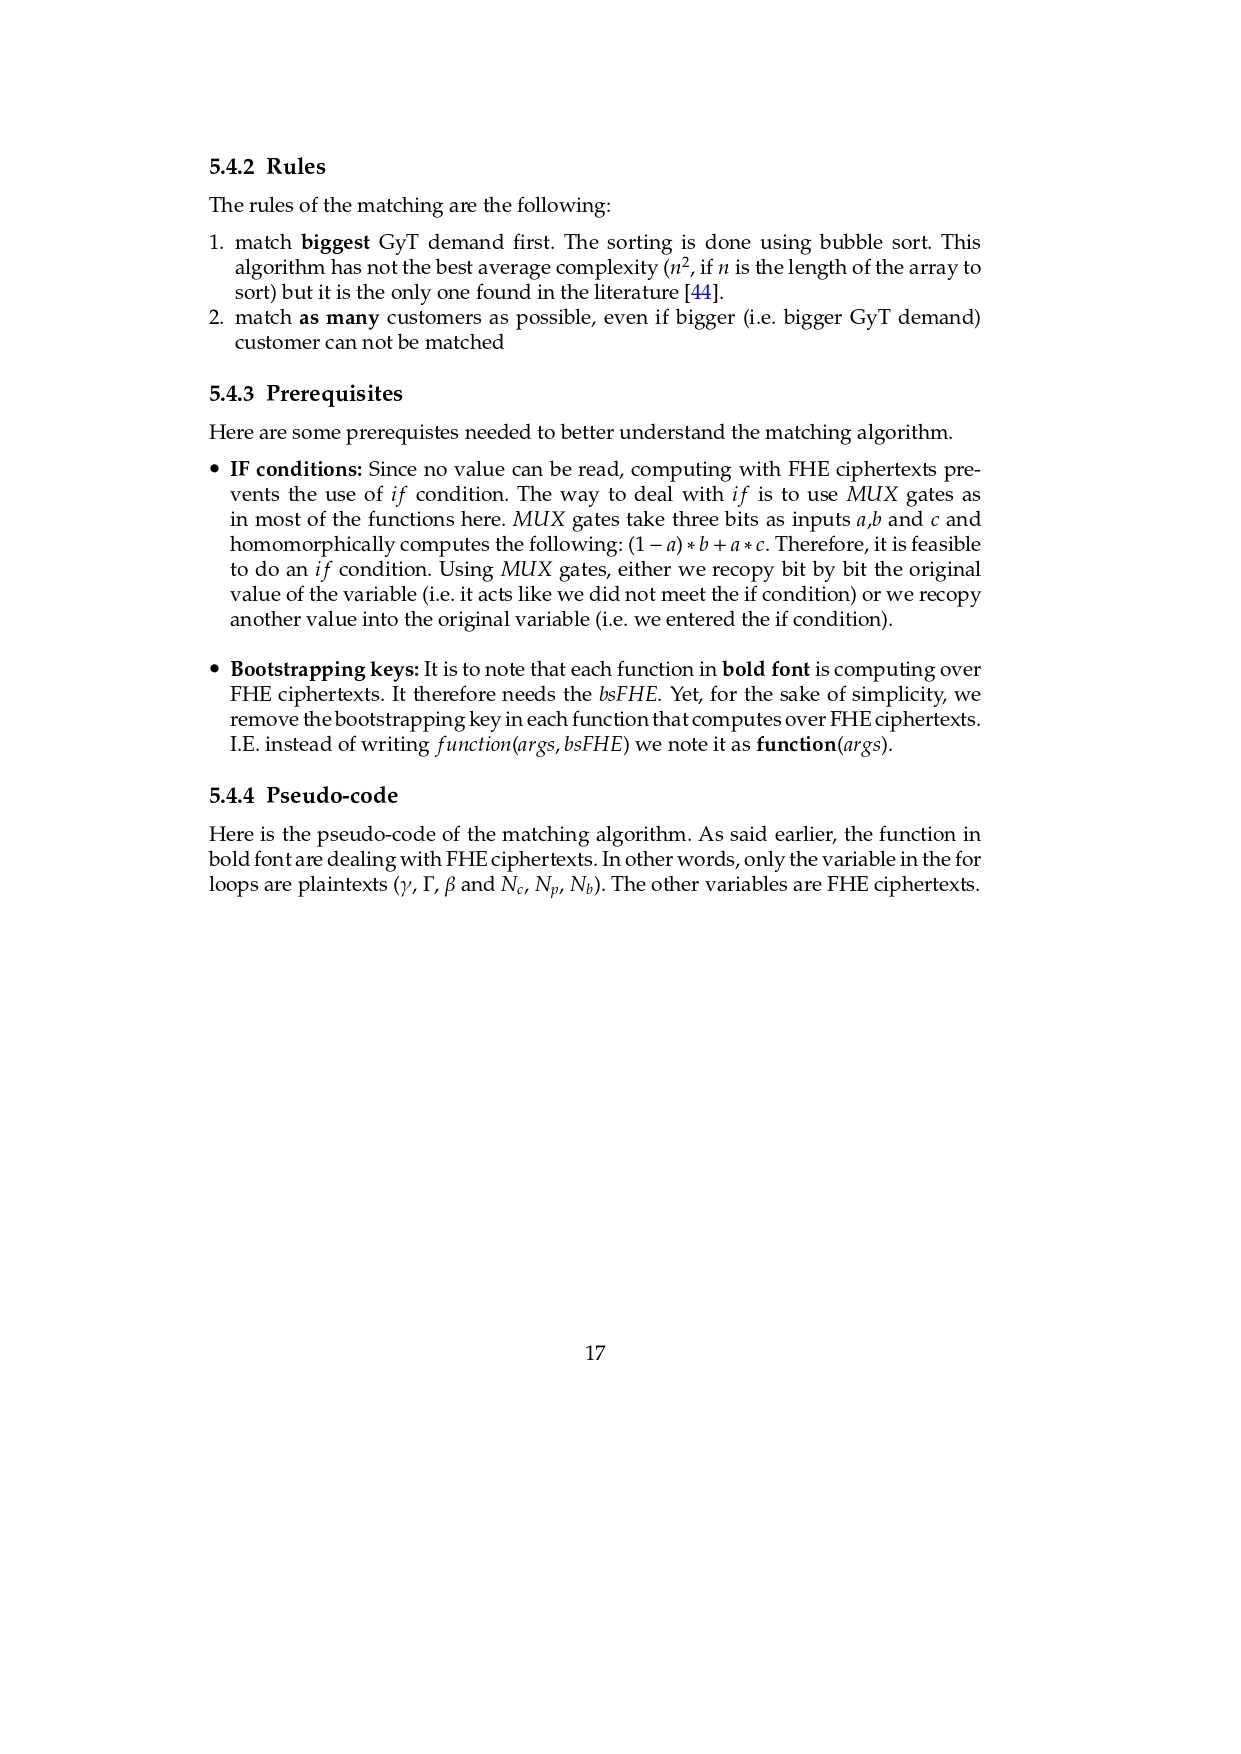 5.4.2 Rules
The rules of the matching are the following:
1. match biggest GyT demand first. The sorting is done using bubble sort. This
algorithm has not the best average complexity (n², if n is the length of the array to
sort) but it is the only one found in the literature [44].
2. match as many customers as possible, even if bigger (i.e. bigger GyT demand)
customer can not be matched
5.4.3 Prerequisites
Here are some prerequistes needed to better understand the matching algorithm.
• IF conditions: Since no value can be read, computing with FHE ciphertexts pre-
vents the use of if condition. The way to deal with if is to use MUX gates as
in most of the functions here. MUX gates take three bits as inputs a,b and c and
homomorphically computes the following: (1 − a) ∗ b + a ∗ c. Therefore, it is feasible
to do an if condition. Using MUX gates, either we recopy bit by bit the original
value of the variable (i.e. it acts like we did not meet the if condition) or we recopy
another value into the original variable (i.e. we entered the if condition).
• Bootstrapping keys: It is to note that each function in bold font is computing over
FHE ciphertexts. It therefore needs the bsFHE. Yet, for the sake of simplicity, we
remove the bootstrapping key in each function that computes over FHE ciphertexts.
I.E. instead of writing function(args, bsFHE) we note it as function(args).
5.4.4 Pseudo-code
Here is the pseudo-code of the matching algorithm. As said earlier, the function in
bold font are dealing with FHE ciphertexts. In other words, only the variable in the for
loops are plaintexts (γ, Γ, β and N_c, N_p, N_b). The other variables are FHE ciphertexts.
17